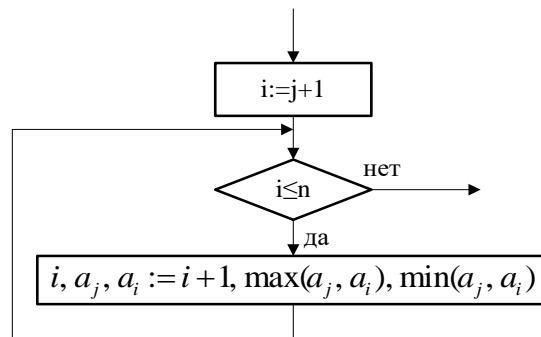 i:=j+1
нет
i≤n
да
i, a_j, a_i := i+1, max(a_j, a_i), min(a_j, a_i)